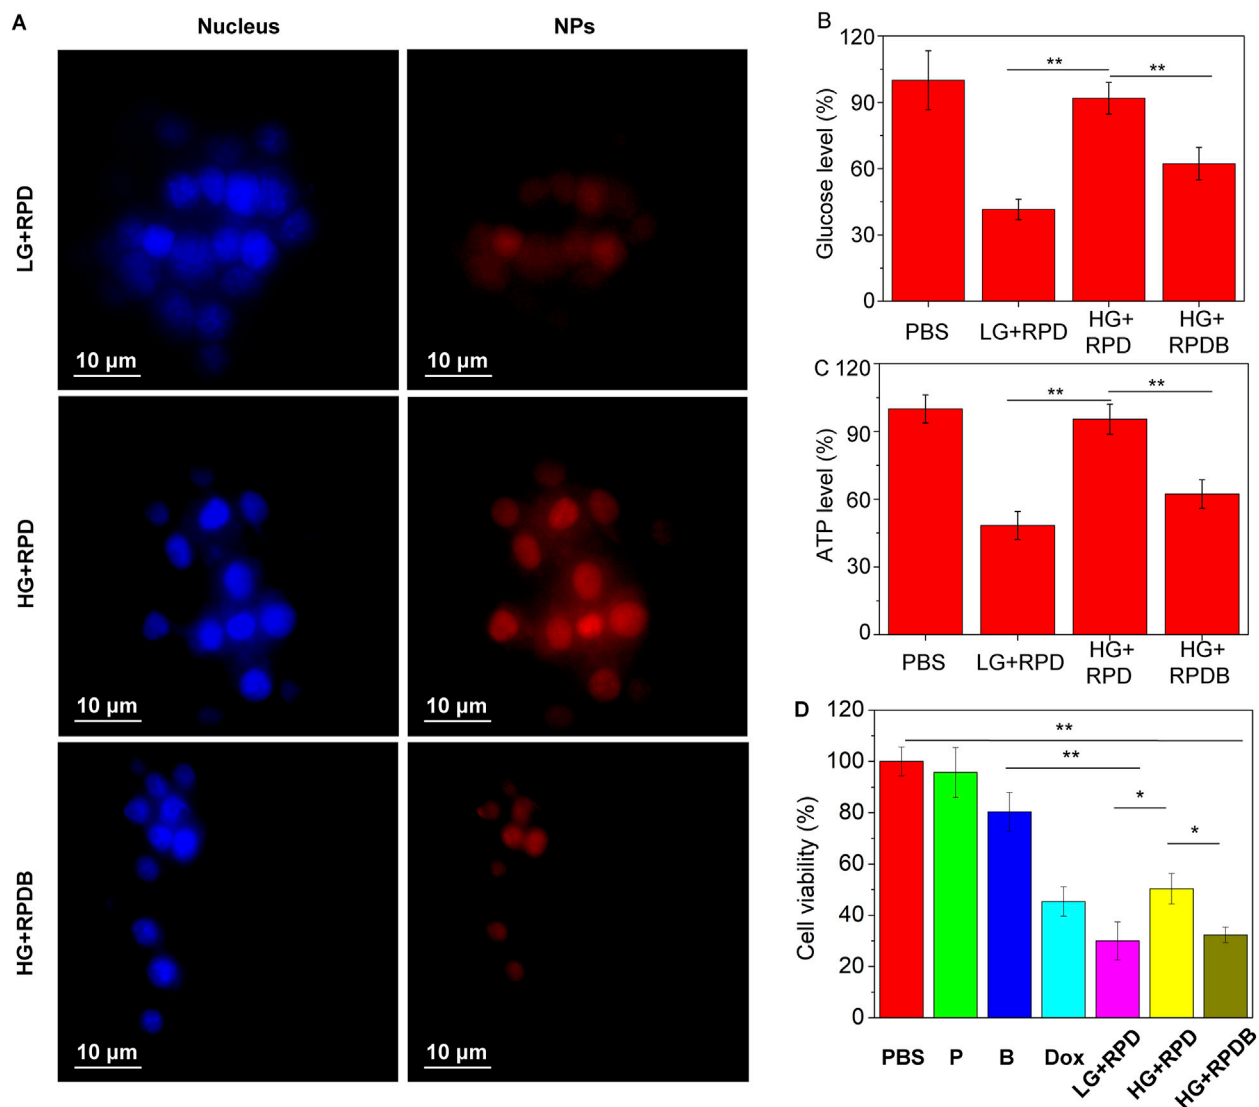 A
Nucleus
NPs
LG+RPD
10 µm
10 µm
HG+RPD
10 µm
10 µm
HG+RPDB
10 µm
10 µm
B
Glucose level (%)
120
90
60
30
0
**
**
PBS
LG+RPD
HG+
RPD
HG+
RPDB
C
ATP level (%)
120
90
60
30
0
**
**
PBS
LG+RPD
HG+
RPD
HG+
RPDB
D
Cell viability (%)
120
100
80
60
40
20
0
**
**
*
*
PBS
P
B
Dox
LG+RPD
HG+RPD
HG+RPDB